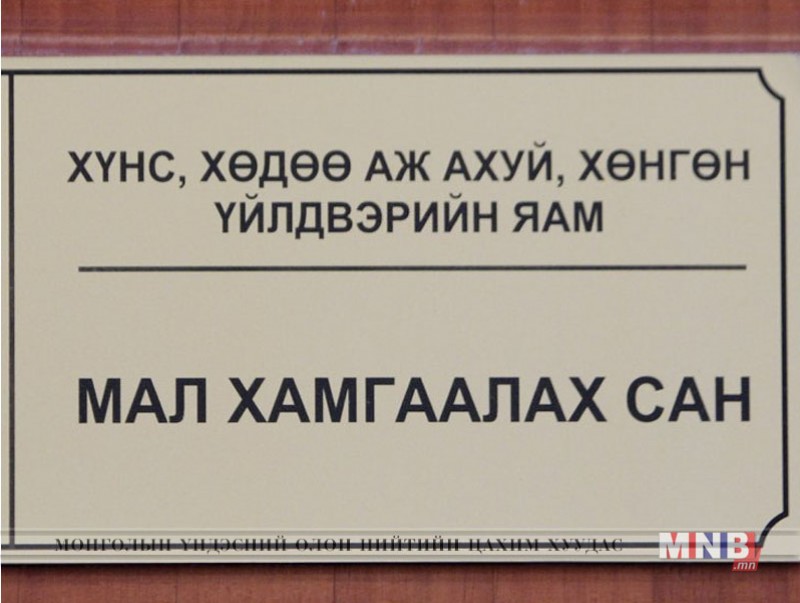 ХҮНС, ХӨДӨӨ АЖ АХУЙ, ХӨНГӨН
ҮЙЛДВЭРИЙН ЯАМ
МАЛ ХАМГААЛАХ САН
МОНГОЛЫН ҮНДЭСНИЙ ОЛОН НИЙТИЙН ЦАХИМ ХУУДАС
MNB
.mn